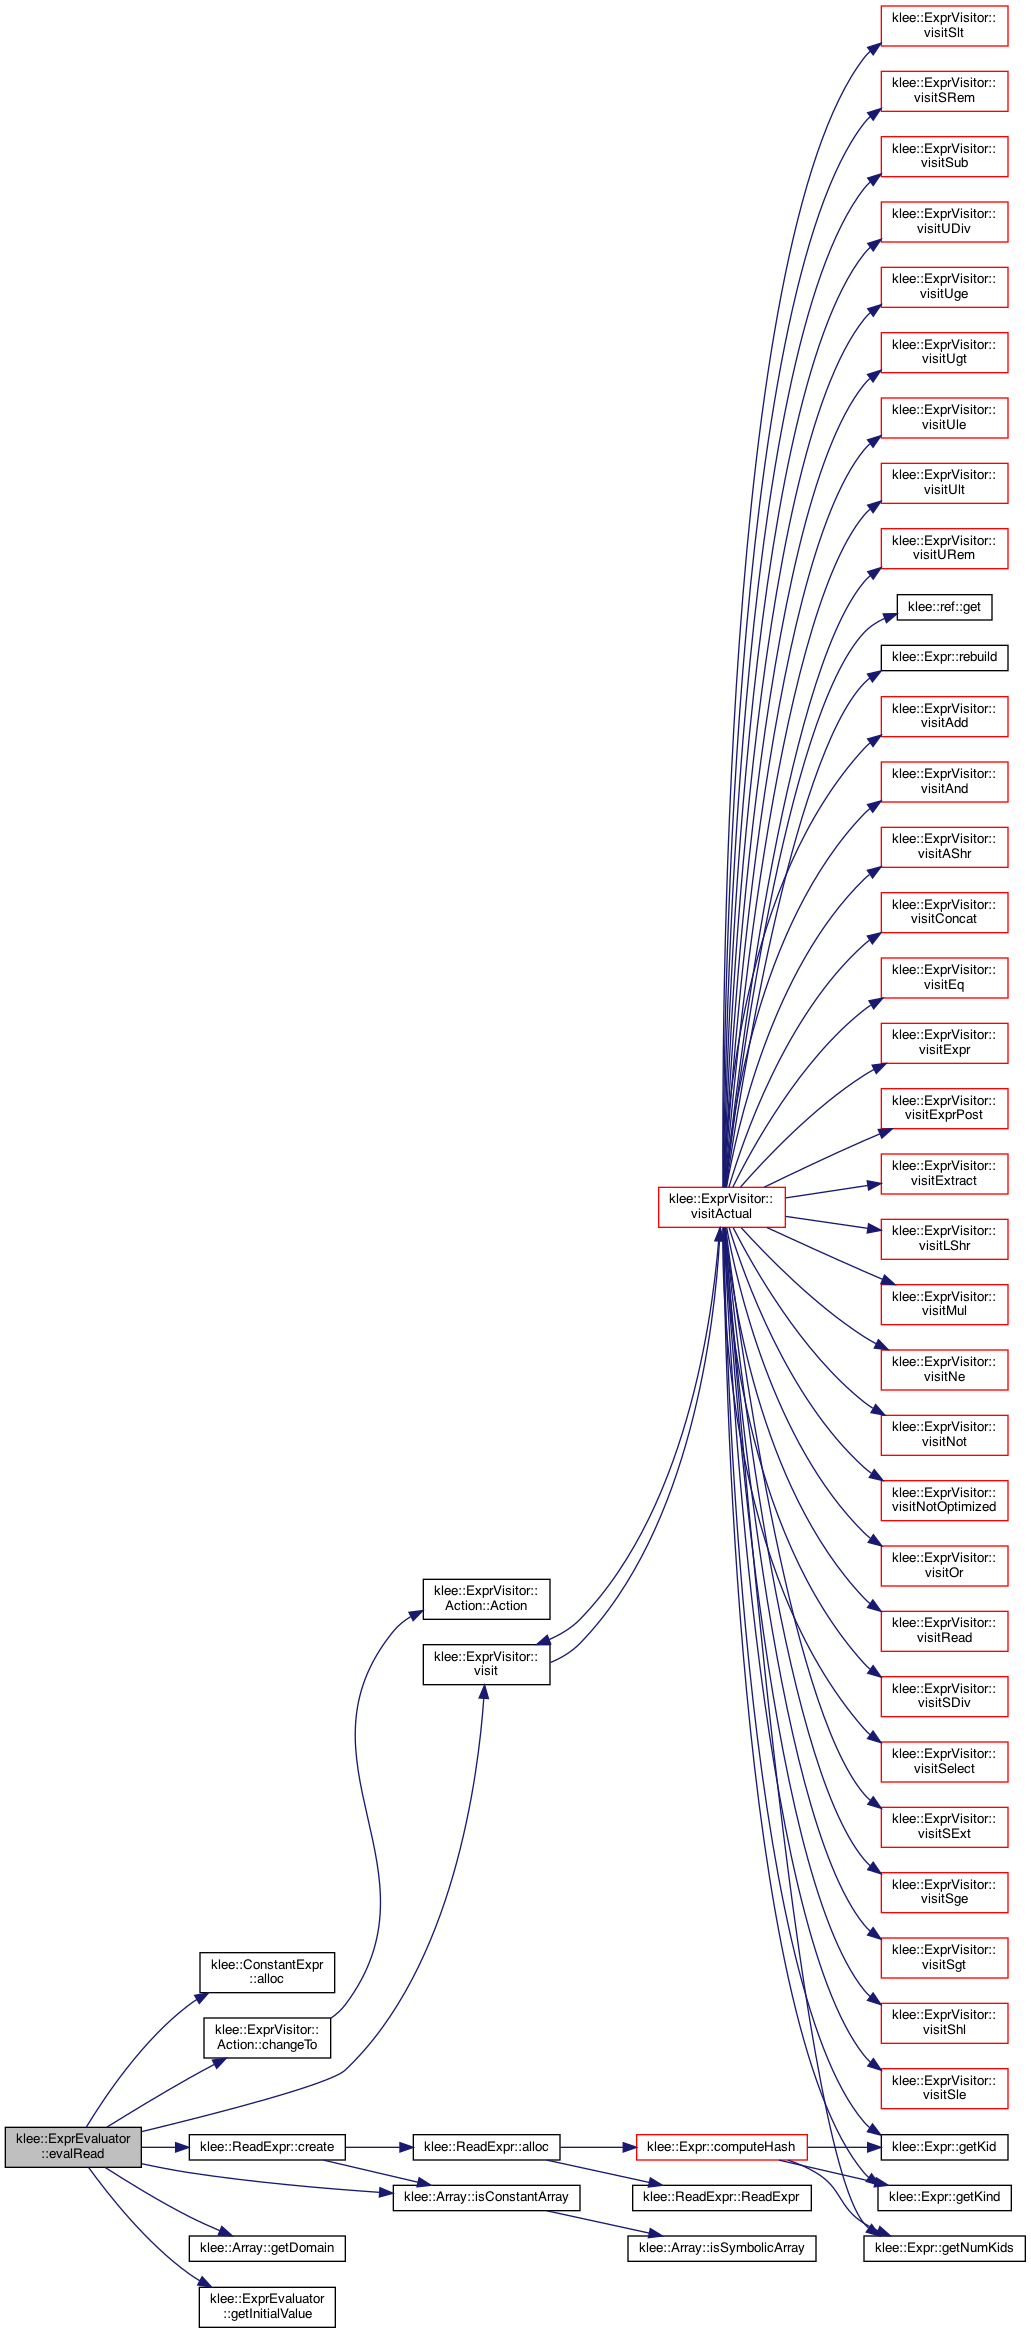 klee::ExprVisitor::
visitSlt
klee::ExprVisitor::
visitSRem
klee::ExprVisitor::
visitSub
klee::ExprVisitor::
visitUDiv
klee::ExprVisitor::
visitUge
klee::ExprVisitor::
visitUgt
klee::ExprVisitor::
visitUle
klee::ExprVisitor::
visitUlt
klee::ExprVisitor::
visitURem
klee::ref::get
klee::Expr::rebuild
klee::ExprVisitor::
visitAdd
klee::ExprVisitor::
visitAnd
klee::ExprVisitor::
visitAShr
klee::ExprVisitor::
visitConcat
klee::ExprVisitor::
visitEq
klee::ExprVisitor::
visitExpr
klee::ExprVisitor::
visitExprPost
klee::ExprVisitor::
visitExtract
klee::ExprVisitor::
visitActual
klee::ExprVisitor::
visitLShr
klee::ExprVisitor::
visitMul
klee::ExprVisitor::
visitNe
klee::ExprVisitor::
visitNot
klee::ExprVisitor::
visitNotOptimized
klee::ExprVisitor::
visitOr
klee::ExprVisitor::
Action::Action
klee::ExprVisitor::
visitRead
klee::ExprVisitor::
visit
klee::ExprVisitor::
visitSDiv
klee::ExprVisitor::
visitSelect
klee::ExprVisitor::
visitSExt
klee::ExprVisitor::
visitSge
klee::ExprVisitor::
visitSgt
klee::ConstantExpr
::alloc
klee::ExprVisitor::
visitShl
klee::ExprVisitor::
Action::changeTo
klee::ExprVisitor::
visitSle
klee::ExprEvaluator
::evalRead
klee::ReadExpr::create
klee::ReadExpr::alloc
klee::Expr::computeHash
klee::Expr::getKid
klee::Array::isConstantArray
klee::ReadExpr::ReadExpr
klee::Expr::getKind
klee::Array::getDomain
klee::Array::isSymbolicArray
klee::Expr::getNumKids
klee::ExprEvaluator
::getInitialValue